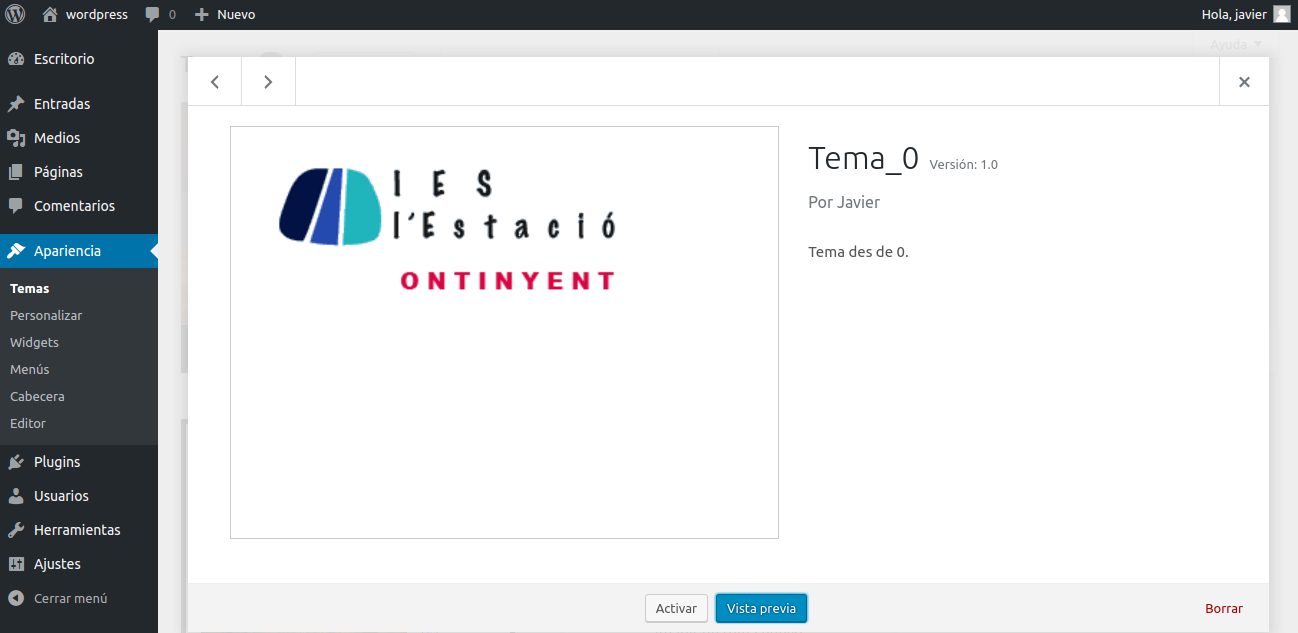 wordpress
0
Nuevo
Hola, javier
Escritorio
Entradas
Medios
Páginas
Comentarios
Apariencia
Temas
Personalizar
Widgets
Menús
Cabecera
Editor
Plugins
Usuarios
Herramientas
Ajustes
Cerrar menú
Ayuda
I E S
l'Estació
ONTINYENT
Tema_0 Versión: 1.0
Por Javier
Tema des de 0.
Activar
Vista previa
Borrar